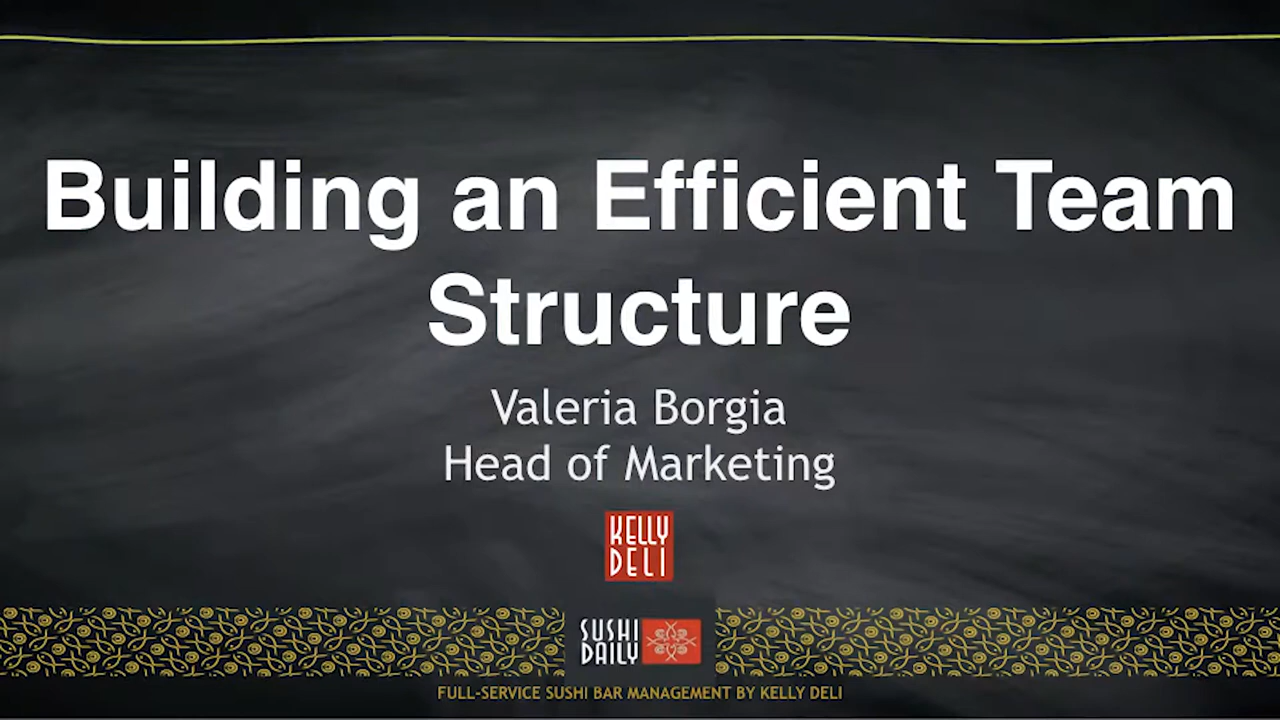 Building an Efficient Team
Structure
Valeria Borgia
Head of Marketing
KELLY
DELI
SUSHI
DAILY
FULL-SERVICE SUSHI BAR MANAGEMENT BY KELLY DELI